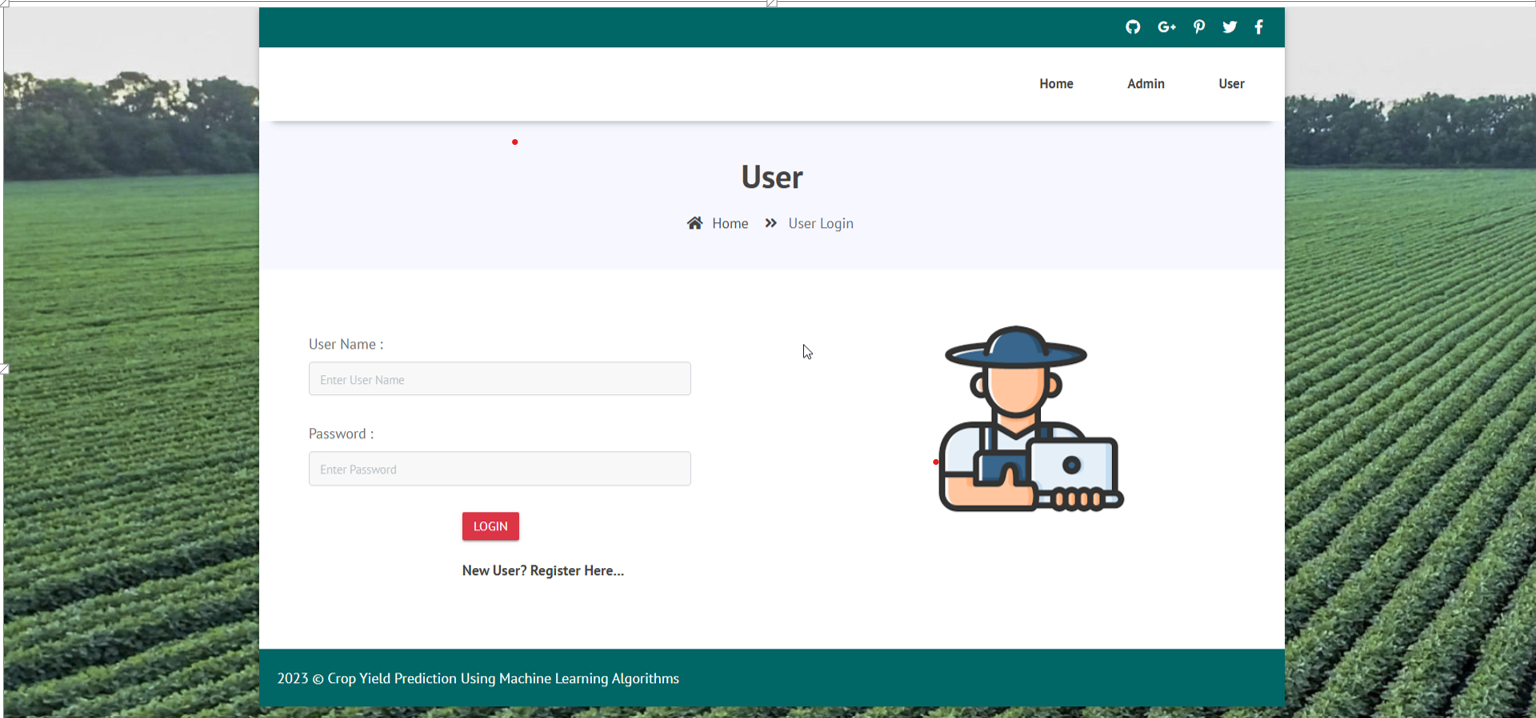 Home Admin User
User
Home User Login
User Name :
Enter User Name
Password :
Enter Password
LOGIN
New User? Register Here...
2023 © Crop Yield Prediction Using Machine Learning Algorithms